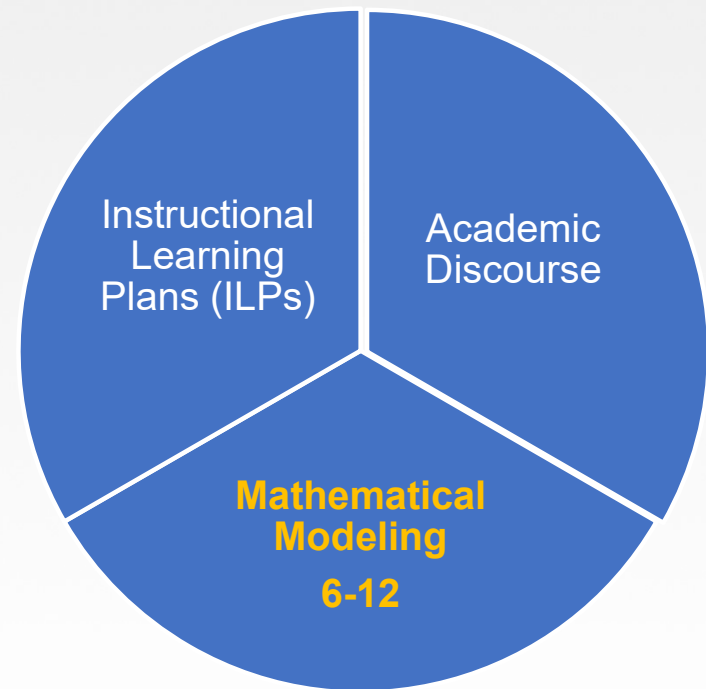 Instructional
Learning
Plans (ILPs)
Academic
Discourse
Mathematical
Modeling
6-12